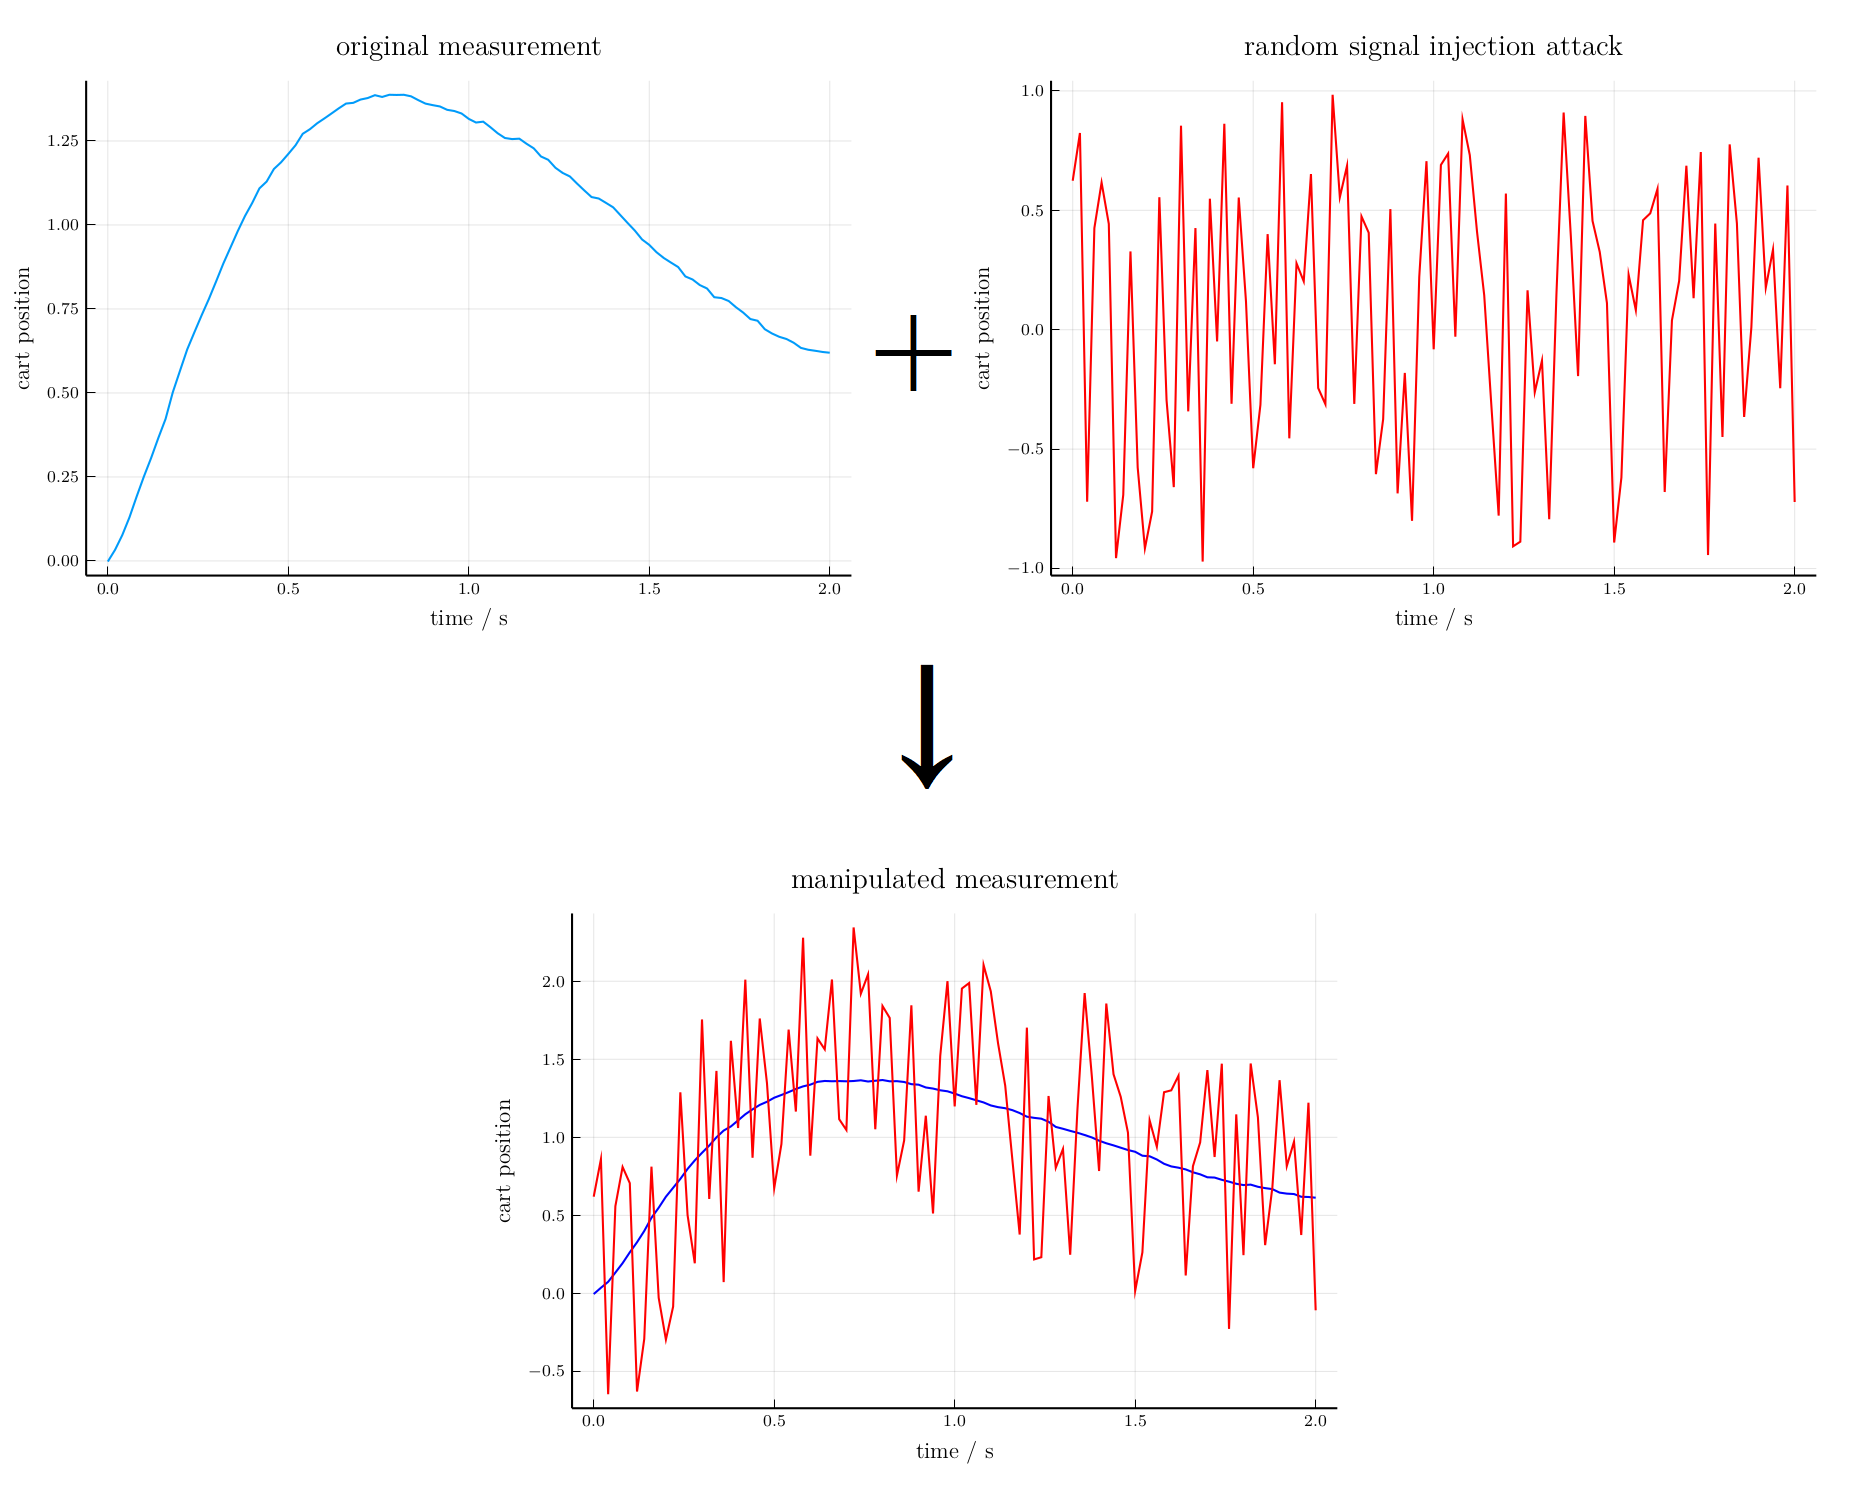 original measurement
random signal injection attack
cart position
1.25
1.00
0.75
0.50
0.25
0.00
0.0 0.5 1.0 1.5 2.0
time / s
+
cart position
1.0
0.5
0.0
−0.5
−1.0
0.0 0.5 1.0 1.5 2.0
time / s
manipulated measurement
cart position
2.0
1.5
1.0
0.5
0.0
−0.5
0.0 0.5 1.0 1.5 2.0
time / s